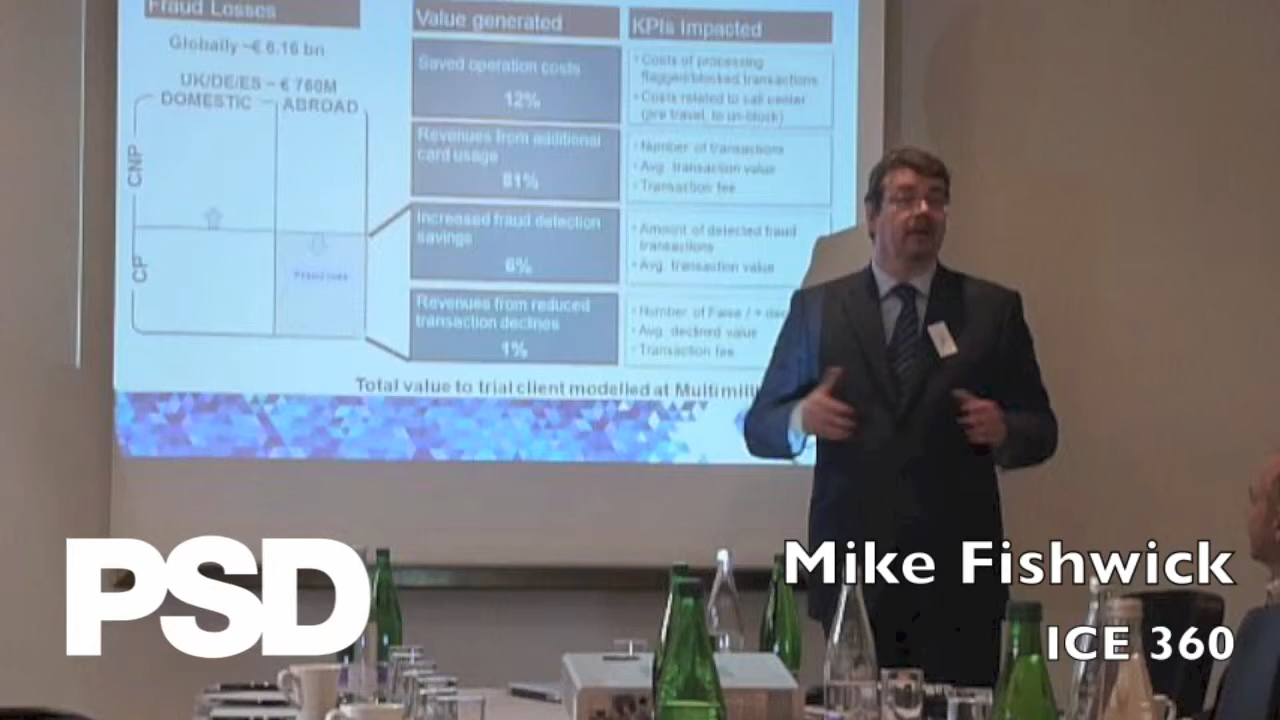 Fraud Losses
Globally ~€ 6.16 bn
UK/DE/ES ~ € 760M
DOMESTIC
ABROAD
CNP
CP
Value generated
Saved operation costs
12%
Revenues from additional
card usage
81%
Increased fraud detection
savings
6%
Revenues from reduced
transaction declines
1%
KPIs Impacted
• Costs of processing
flagged/blocked transactions
• Costs related to call center
(pre travel, to un-block)
• Number of transactions
• Avg. transaction value
• Transaction fee
• Amount of detected fraud
transactions
• Avg. transaction value
• Number of False / +
• Avg. declined value
• Transaction fee
Total value to trial client modelled at
PSD
Mike Fishwick
ICE 360